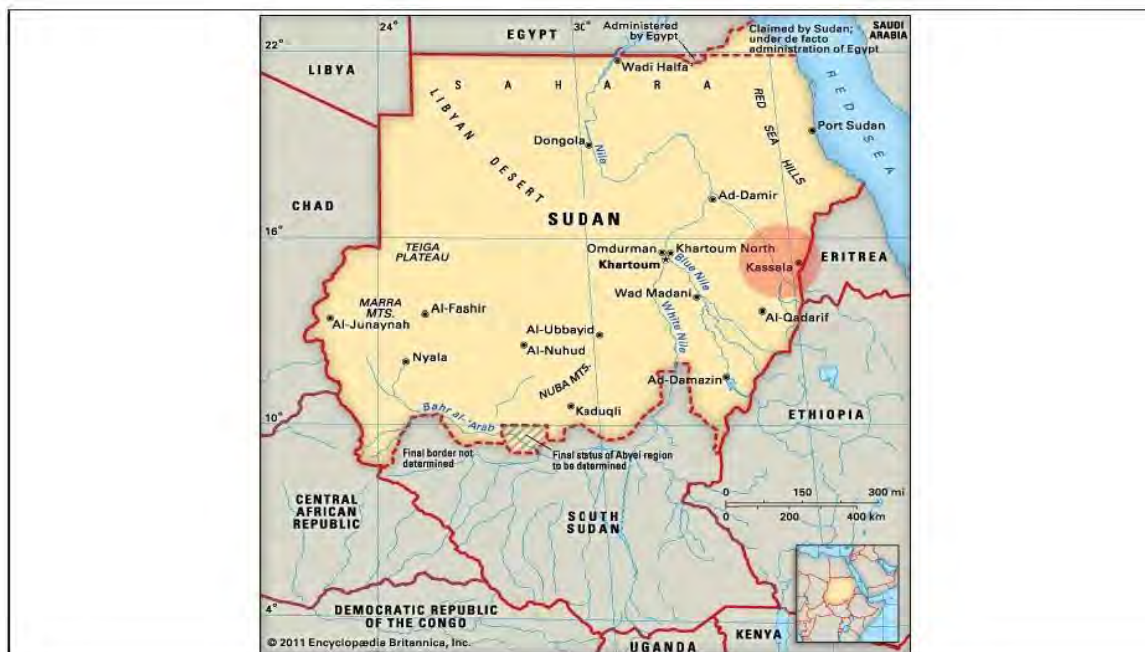 24°
EGYPT
30°
Administered
by Egypt
Claimed by Sudan;
under de facto
administration of Egypt
SAUDI
ARABIA
22°
LIBYA
Wadi Halfa'
SAHARA
LIBYAN DESERT
RED SEA HILLS
RED SEA
Port Sudan
Dongola
Nile
CHAD
Ad-Damir
SUDAN
16°
TEIGA
PLATEAU
Omdurman
Khartoum North
Khartoum
Kassala
ERITREA
Blue Nile
Wad Madani
MARRA
MTS.
Al-Fashir
Al-Junaynah
White Nile
Al-Qadarif
Al-Ubbayid
Al-Nuhud
Nyala
NUBA MTS.
Ad-Damazin
Kaduqli
Bahr al-'Arab
10°
ETHIOPIA
Final border not
determined
Final status of Abyei region
to be determined
0 150 300 mi
0 200 400 km
CENTRAL
AFRICAN
REPUBLIC
SOUTH
SUDAN
4°
DEMOCRATIC REPUBLIC
OF THE CONGO
© 2011 Encyclopædia Britannica, Inc.
UGANDA
KENYA